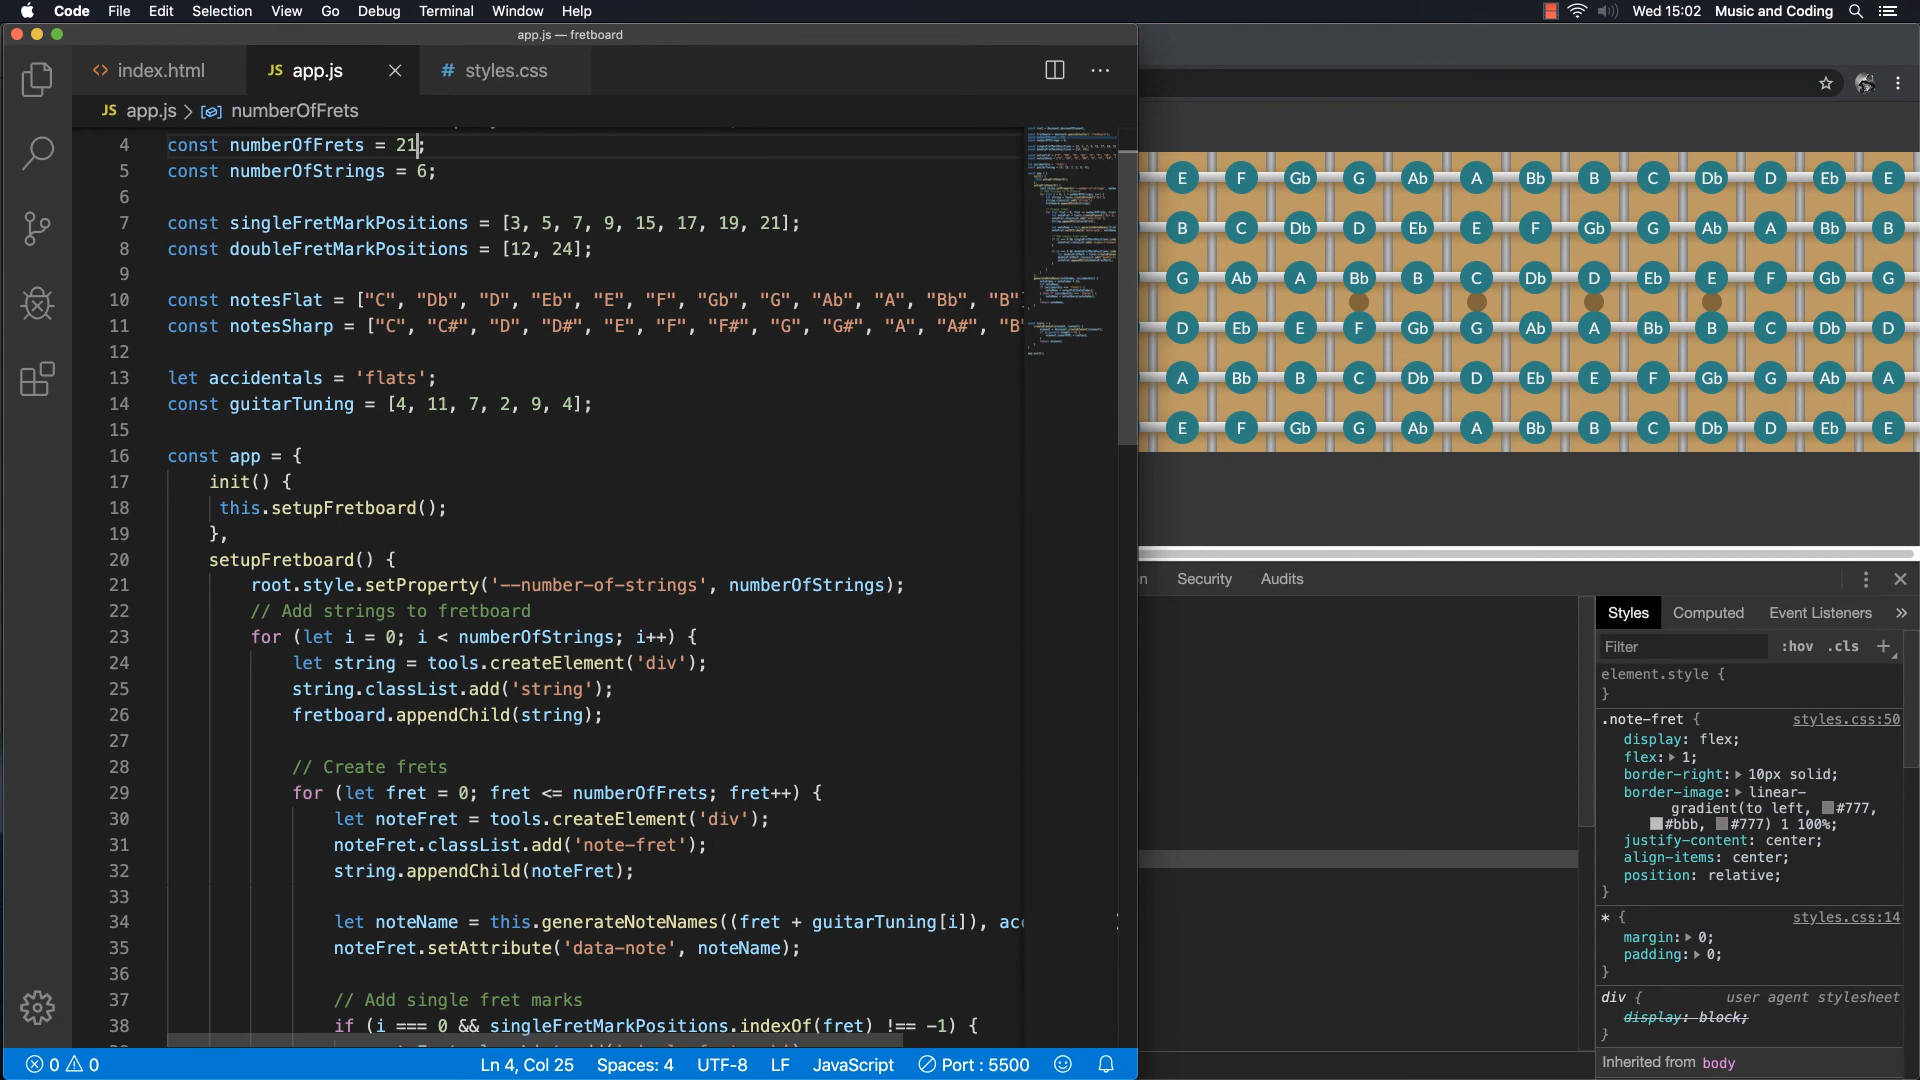 Code File Edit Selection View Go Debug Terminal Window Help
Wed 15:02 Music and Coding
app.js — fretboard
index.html
JS app.js
# styles.css
JS app.js > numberOfFrets
4 const numberOfFrets = 21;
5 const numberOfStrings = 6;
6
7 const singleFretMarkPositions = [3, 5, 7, 9, 15, 17, 19, 21];
8 const doubleFretMarkPositions = [12, 24];
9
10 const notesFlat = ["C", "Db", "D", "Eb", "E", "F", "Gb", "G", "Ab", "A", "Bb", "B"
11 const notesSharp = ["C", "C#", "D", "D#", "E", "F", "F#", "G", "G#", "A", "A#", "B"
12
13 let accidentals = 'flats';
14 const guitarTuning = [4, 11, 7, 2, 9, 4];
15
16 const app = {
17 init() {
18 this.setupFretboard();
19 },
20 setupFretboard() {
21 root.style.setProperty('--number-of-strings', numberOfStrings);
22 // Add strings to fretboard
23 for (let i = 0; i < numberOfStrings; i++) {
24 let string = tools.createElement('div');
25 string.classList.add('string');
26 fretboard.appendChild(string);
27
28 // Create frets
29 for (let fret = 0; fret <= numberOfFrets; fret++) {
30 let noteFret = tools.createElement('div');
31 noteFret.classList.add('note-fret');
32 string.appendChild(noteFret);
33
34 let noteName = this.generateNoteNames((fret + guitarTuning[i]), acc
35 noteFret.setAttribute('data-note', noteName);
36
37 // Add single fret marks
38 if (i === 0 && singleFretMarkPositions.indexOf(fret) !== -1) {
0 0
Ln 4, Col 25 Spaces: 4 UTF-8 LF JavaScript Port : 5500
E F Gb G Ab A Bb B C Db D Eb E
B C Db D Eb E F Gb G Ab A Bb B
G Ab A Bb B C Db D Eb E F Gb G
D Eb E F Gb G Ab A Bb B C Db D
A Bb B C Db D Eb E F Gb G Ab A
E F Gb G Ab A Bb B C Db D Eb E
n Security Audits
Styles Computed Event Listeners »
Filter :hov .cls +
element.style {
}
.note-fret { styles.css:50
display: flex;
flex: 1;
border-right: 10px solid;
border-image: linear-
gradient(to left, #777,
#bbb, #777) 1 100%;
justify-content: center;
align-items: center;
position: relative;
}
* { styles.css:14
margin: 0;
padding: 0;
}
div { user agent stylesheet
display: block;
}
Inherited from body